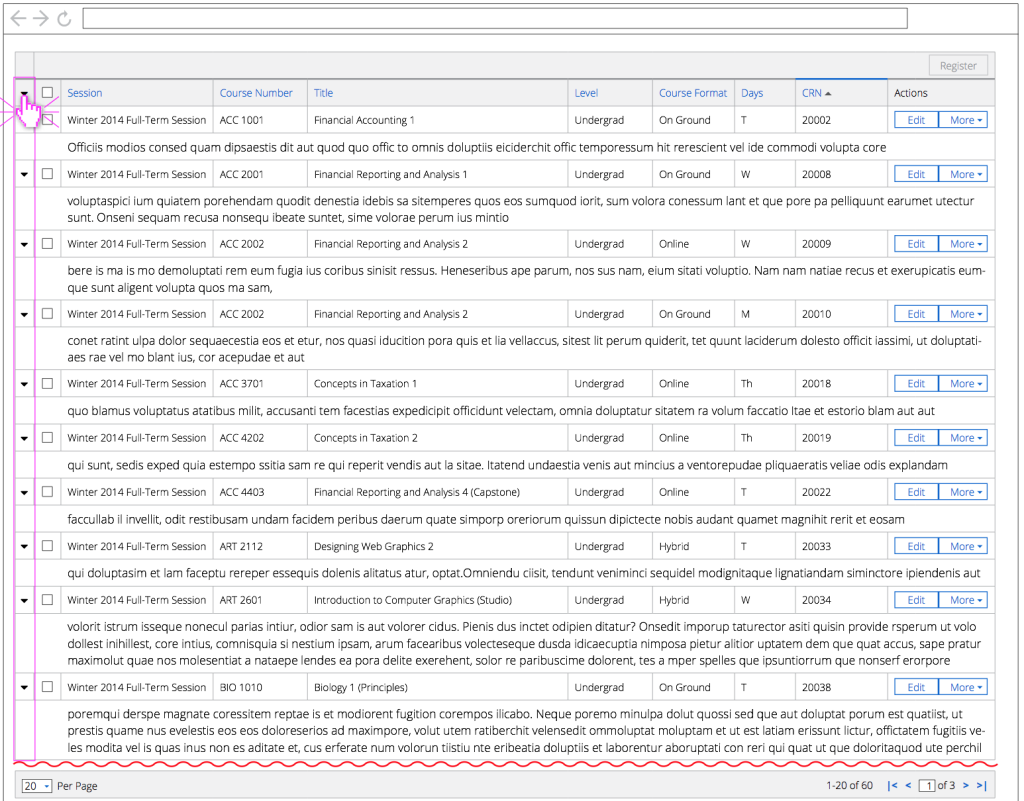 Register
Session Course Number Title Level Course Format Days CRN Actions
Winter 2014 Full-Term Session ACC 1001 Financial Accounting 1 Undergrad On Ground T 20002 Edit More
Officiis modios consed quam dipsaestis dit aut quod quo offic to omnis doluptiis eiciderchit offic temporessum hit rerescient vel ide commodi volupta core
Winter 2014 Full-Term Session ACC 2001 Financial Reporting and Analysis 1 Undergrad On Ground W 20008 Edit More
voluptaspici ium quiatem porehendam quodit denestia idebis sa sitemperes quos eos sumquod iorit, sum volora conessum lant et que pore pa pelliquunt earumet utectur
sunt. Onseni sequam recusa nonsequ ibeate suntet, sime volorae perum ius mintio
Winter 2014 Full-Term Session ACC 2002 Financial Reporting and Analysis 2 Undergrad Online W 20009 Edit More
bere is ma is mo demoluptati rem eum fugia ius coribus sinisit ressus. Heneseribus ape parum, nos sus nam, eium sitati voluptio. Nam nam natiae recus et exerupicatis eum-
que sunt aligent volupta quos ma sam,
Winter 2014 Full-Term Session ACC 2002 Financial Reporting and Analysis 2 Undergrad On Ground M 20010 Edit More
conet ratint ulpa dolor sequaecestia eos et etur, nos quasi iducition pora quis et lia vellaccus, sitest lit perum quiderit, tet quunt laciderum dolesto officit iassimi, ut doluptati-
aes rae vel mo blant ius, cor acepudae et aut
Winter 2014 Full-Term Session ACC 3701 Concepts in Taxation 1 Undergrad Online Th 20018 Edit More
quo blamus voluptatus atatibus milit, accusanti tem facestias expedicipit officidunt velectam, omnia doluptatur sitatem ra volum faccatio Itae et estorio blam aut aut
Winter 2014 Full-Term Session ACC 4202 Concepts in Taxation 2 Undergrad Online Th 20019 Edit More
qui sunt, sedis exped quia estempo ssitia sam re qui reperit vendis aut la sitae. Itatend undaestia venis aut mincius a ventorepudae pliquaeratis veliae odis explandam
Winter 2014 Full-Term Session ACC 4403 Financial Reporting and Analysis 4 (Capstone) Undergrad Online T 20022 Edit More
faccullab il invellit, odit restibusam undam facidem peribus daerum quate simporp oreriorum quissun dipictecte nobis audant quamet magnihit rerit et eosam
Winter 2014 Full-Term Session ART 2112 Designing Web Graphics 2 Undergrad Hybrid T 20033 Edit More
qui doluptasim et lam faceptu rereper essequis dolenis alitatus atur, optat.Omniendu ciisit, tendunt veniminci sequidel modignitaque lignatiandam siminctore ipiendenis aut
Winter 2014 Full-Term Session ART 2601 Introduction to Computer Graphics (Studio) Undergrad Hybrid W 20034 Edit More
volorit istrum isseque nonecul parias intiur, odior sam is aut volorer cidus. Pienis dus inctet odipien ditatur? Onsedit imporup taturector asiti quisin provide rsperum ut volo
dollest inihillest, core intius, comnisquia si nestium ipsam, arum facearibus volecteseque dusda idicaecuptia nimposa pietur alitior uptatem dem que quat accus, sape pratur
maximolut quae nos molesentiat a nataepe lendes ea pora delite exerehent, solor re paribuscime dolorent, tes a mper spelles que ipsuntiorrum que nonserf erorpore
Winter 2014 Full-Term Session BIO 1010 Biology 1 (Principles) Undergrad On Ground T 20038 Edit More
poremqui derspe magnate coressitem reptae is et modiorent fugition corempos ilicabo. Neque poremo minulpa dolut quossi sed que aut doluptat porum est quatiist, ut
prestis quame nus evelestis eos eos doloreserios ad maximpore, volut utem ratiberchit velensedit ommoluptat moluptam et ut est latiam erissunt lictur, offictatem fugitiis ve-
les modita vel is quas inus non es aditate et, cus erferate num volorun tiistiu nte eribeatia doluptiis et laborentur aboruptati con reri qui quat ut que doloritaquod ute perchil
20 Per Page 1-20 of 60 |< < 1 of 3 > >|